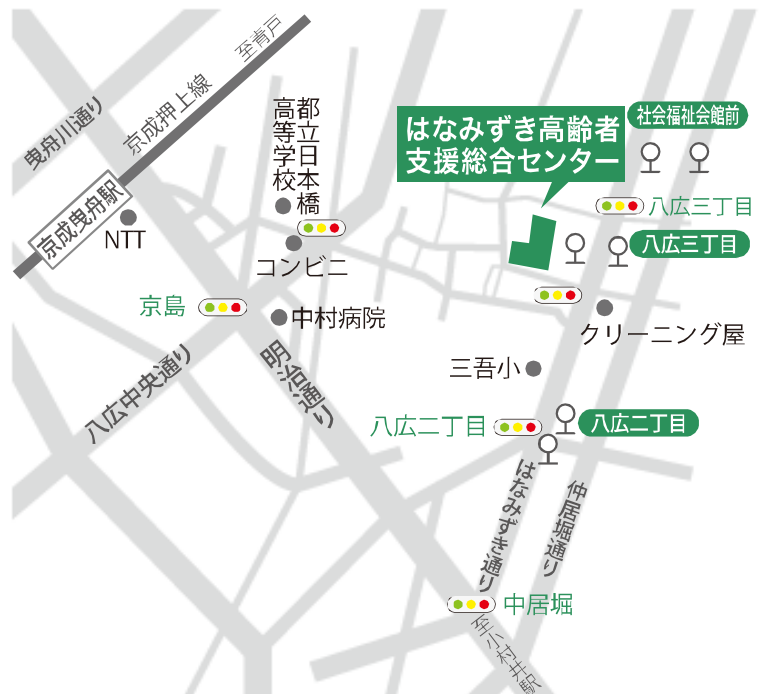 至青戸
京成押上線
曳舟川通り
京成曳舟駅
NTT
都立日本橋
高等学校
コンビニ
はなみずき高齢者
支援総合センター
社会福祉会館前
八広三丁目
八広三丁目
京島
中村病院
クリーニング屋
三吾小
八広中央通り
明治通り
八広二丁目
八広二丁目
はなみずき通り
仲居堀通り
中居堀
至小村井駅